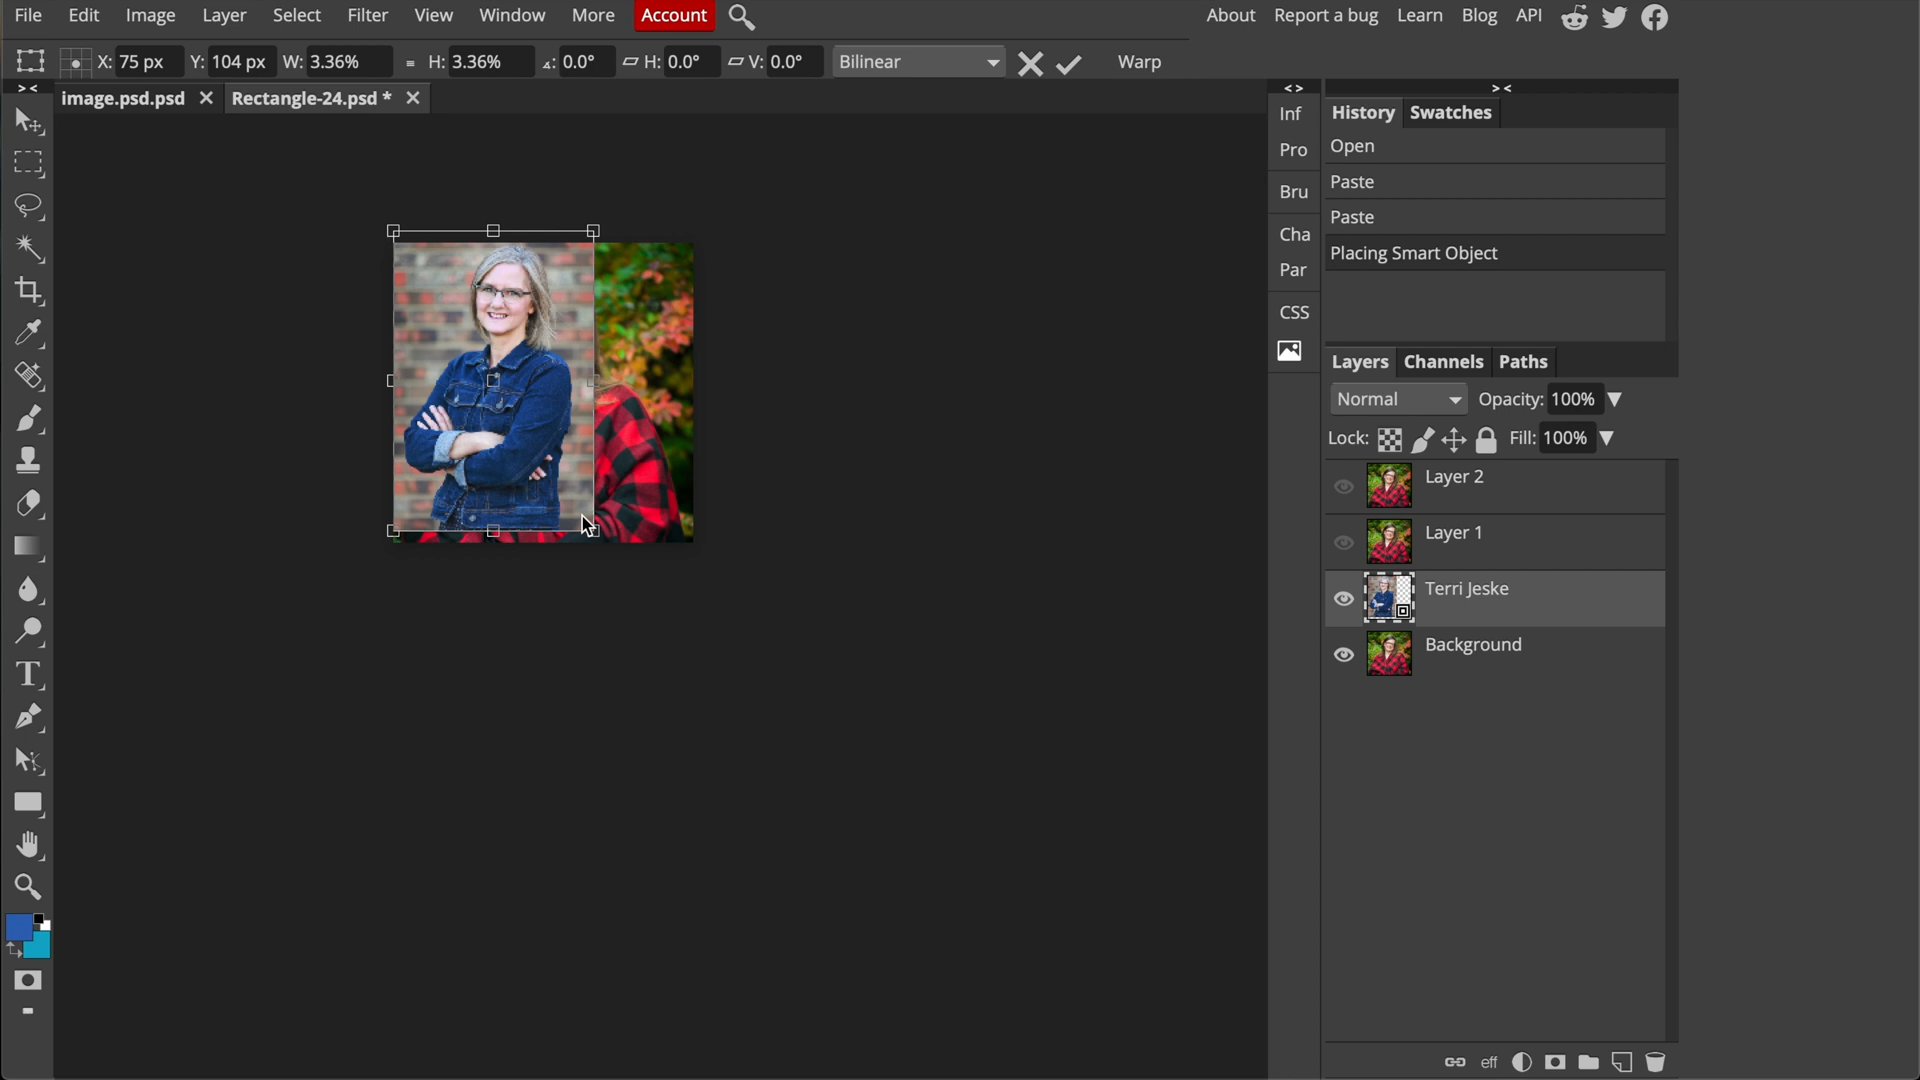 File Edit Image Layer Select Filter View Window More Account About Report a bug Learn Blog API
X: 75 px Y: 104 px W: 3.36% = H: 3.36% ∡: 0.0° H: 0.0° V: 0.0° Bilinear Warp
> < image.psd.psd Rectangle-24.psd * < > > <
Inf
Pro
Bru
Cha
Par
CSS
History Swatches
Open
Paste
Paste
Placing Smart Object
Layers Channels Paths
Normal Opacity: 100%
Lock: Fill: 100%
Layer 2
Layer 1
Terri Jeske
Background
T
eff